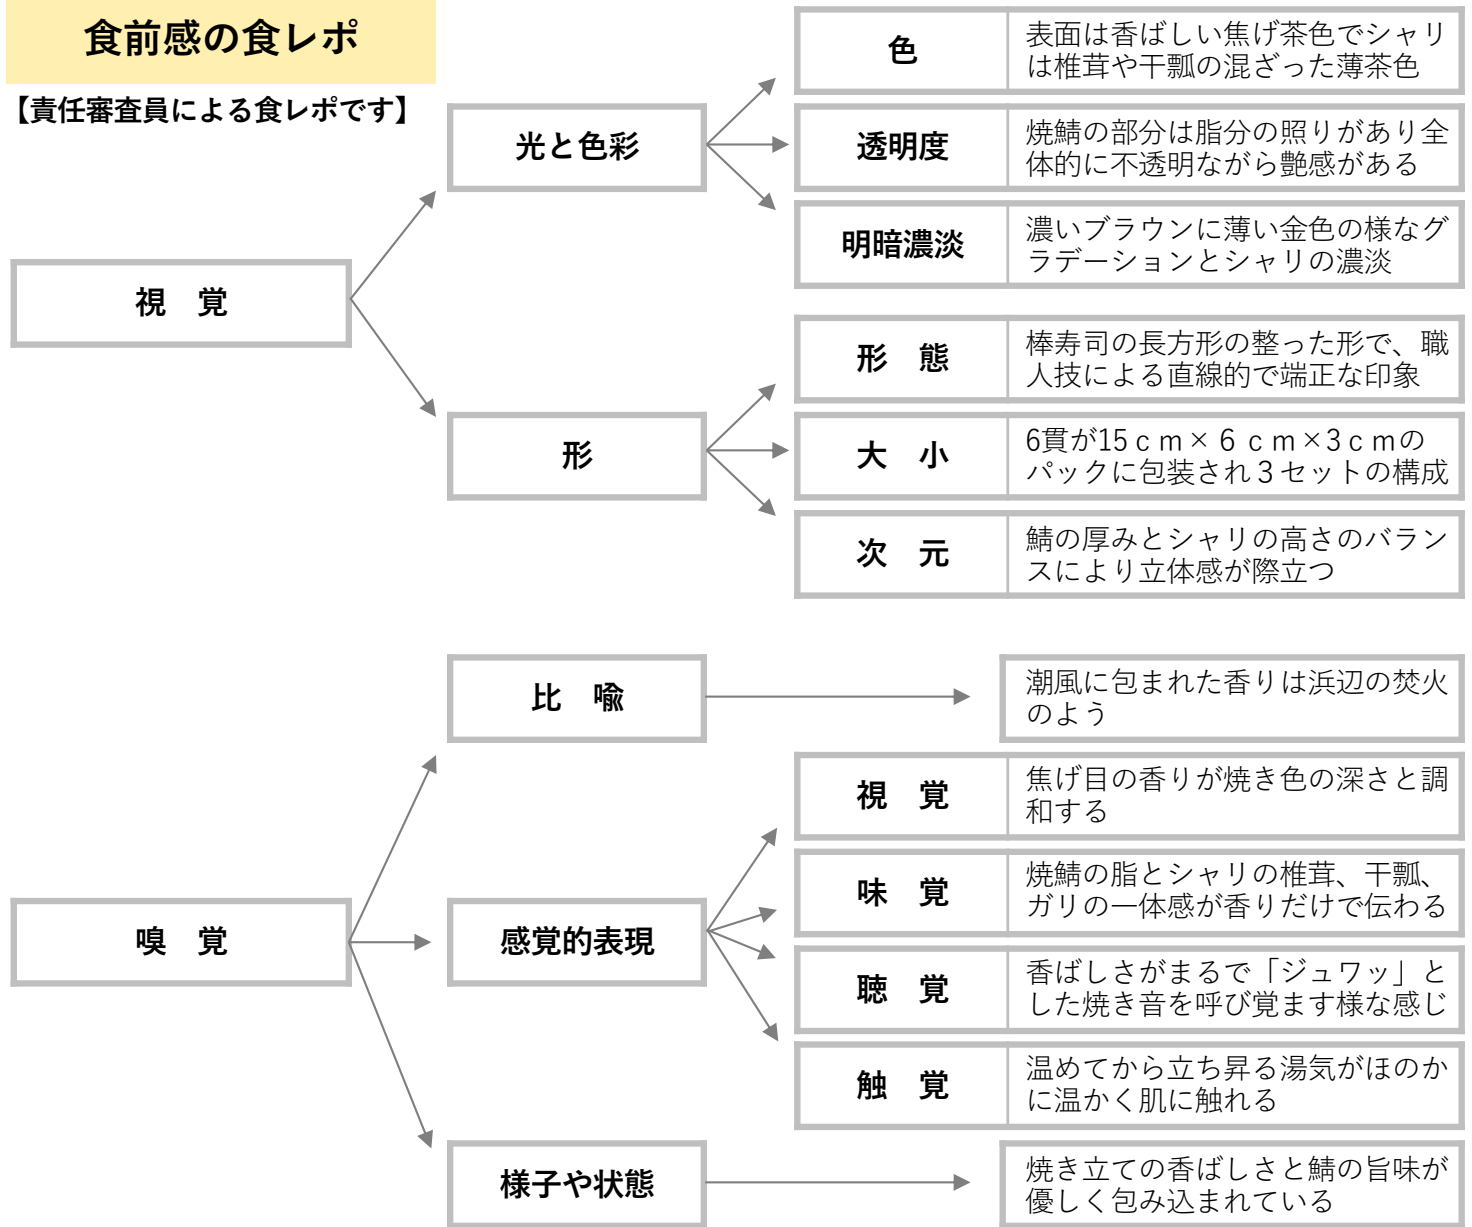 食前感の食レポ
【責任審査員による食レポです】
視　覚
光と色彩
色
表面は香ばしい焦げ茶色でシャリ
は椎茸や干瓢の混ざった薄茶色
透明度
焼鯖の部分は脂分の照りがあり全
体的に不透明ながら艶感がある
明暗濃淡
濃いブラウンに薄い金色の様なグ
ラデーションとシャリの濃淡
形
形　態
棒寿司の長方形の整った形で、職
人技による直線的で端正な印象
大　小
6貫が15ｃｍ×６ｃｍ×3ｃｍの
パックに包装され３セットの構成
次　元
鯖の厚みとシャリの高さのバラン
スにより立体感が際立つ
嗅　覚
比　喩
潮風に包まれた香りは浜辺の焚火
のよう
感覚的表現
視　覚
焦げ目の香りが焼き色の深さと調
和する
味　覚
焼鯖の脂とシャリの椎茸、干瓢、
ガリの一体感が香りだけで伝わる
聴　覚
香ばしさがまるで「ジュワッ」と
した焼き音を呼び覚ます様な感じ
触　覚
温めてから立ち昇る湯気がほのか
に温かく肌に触れる
様子や状態
焼き立ての香ばしさと鯖の旨味が
優しく包み込まれている